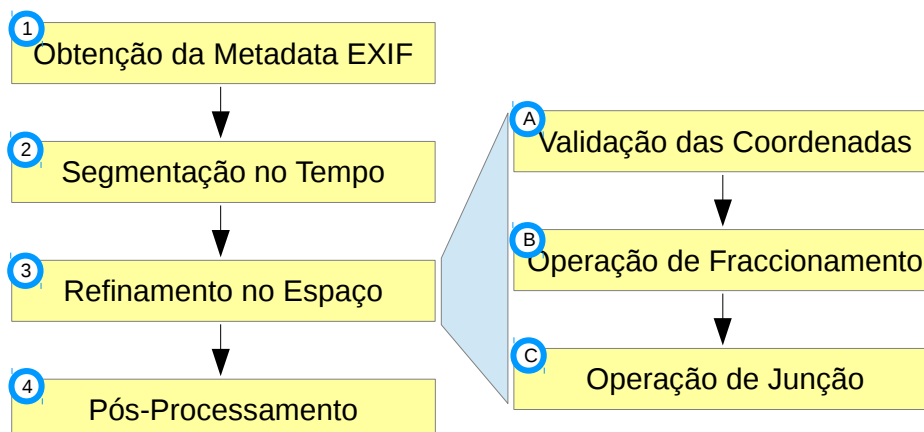 1
Obtenção da Metadata EXIF
2
Segmentação no Tempo
3
Refinamento no Espaço
4
Pós-Processamento
A
Validação das Coordenadas
B
Operação de Fraccionamento
C
Operação de Junção